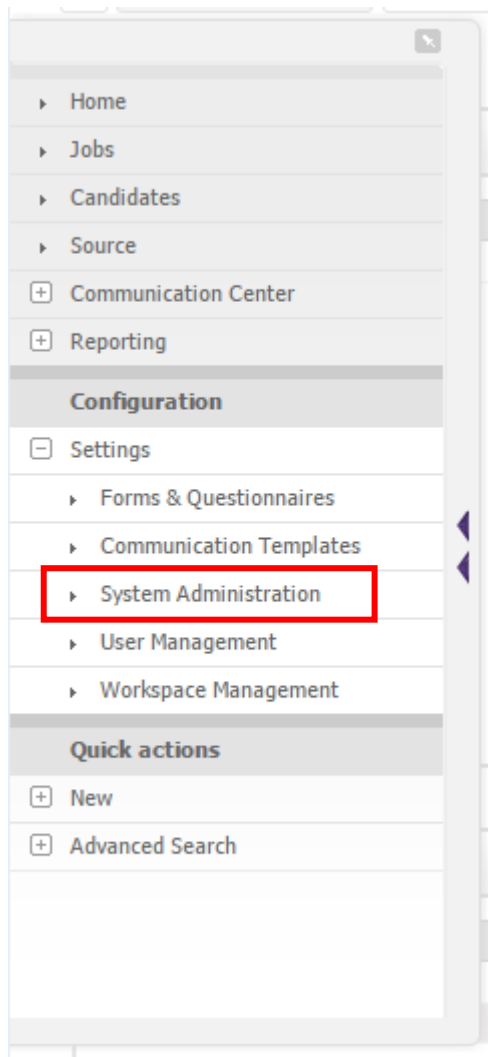 Home
Jobs
Candidates
Source
Communication Center
Reporting
Configuration
Settings
Forms & Questionnaires
Communication Templates
System Administration
User Management
Workspace Management
Quick actions
New
Advanced Search